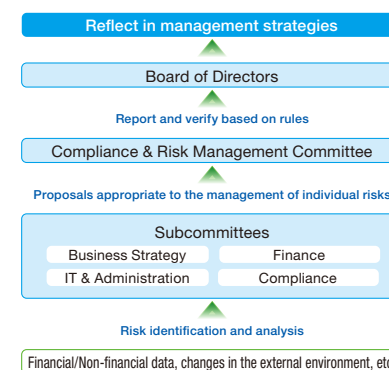 Reflect in management strategies
Board of Directors
Report and verify based on rules
Compliance & Risk Management Committee
Proposals appropriate to the management of individual risks
Subcommittees
Business Strategy Finance
IT & Administration Compliance
Risk identification and analysis
Financial/Non-financial data, changes in the external environment, etc